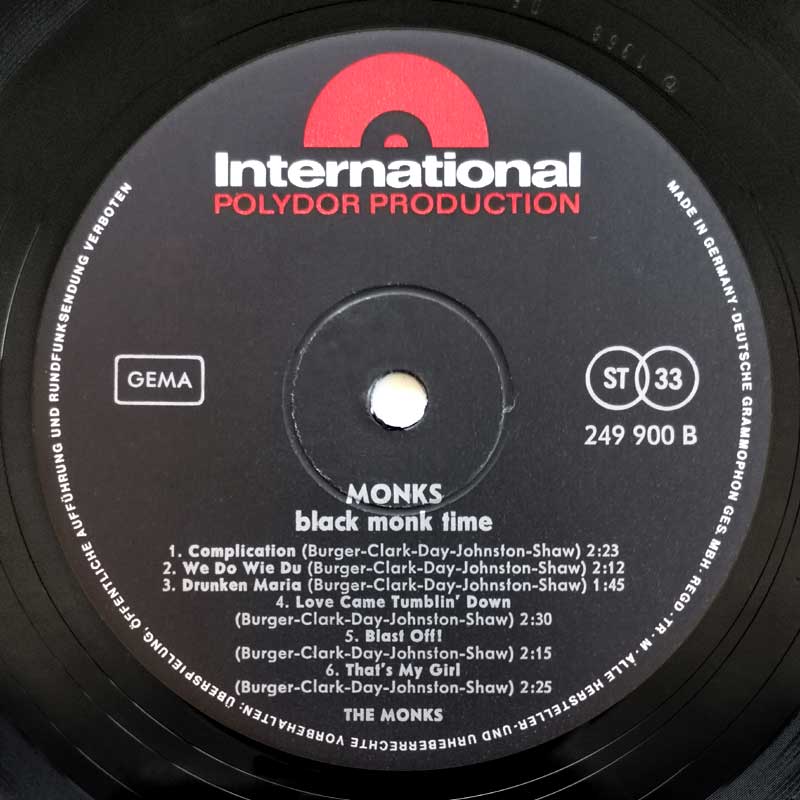 International
POLYDOR PRODUCTION
MADE IN GERMANY · DEUTSCHE GRAMMOPHON GES. MBH · REGD · TR · M · ALLE HERSTELLER- UND URHEBERRECHTE VORBEHALTEN: ÜBERSPIELUNG, ÖFFENTLICHE AUFFÜHRUNG UND RUNDFUNKSENDUNG VERBOTEN
GEMA
ST 33
249 900 B
MONKS
black monk time
1. Complication (Burger-Clark-Day-Johnston-Shaw) 2:23
2. We Do Wie Du (Burger-Clark-Day-Johnston-Shaw) 2:12
3. Drunken Maria (Burger-Clark-Day-Johnston-Shaw) 1:45
4. Love Came Tumblin' Down
(Burger-Clark-Day-Johnston-Shaw) 2:30
5. Blast Off!
(Burger-Clark-Day-Johnston-Shaw) 2:15
6. That's My Girl
(Burger-Clark-Day-Johnston-Shaw) 2:25
THE MONKS